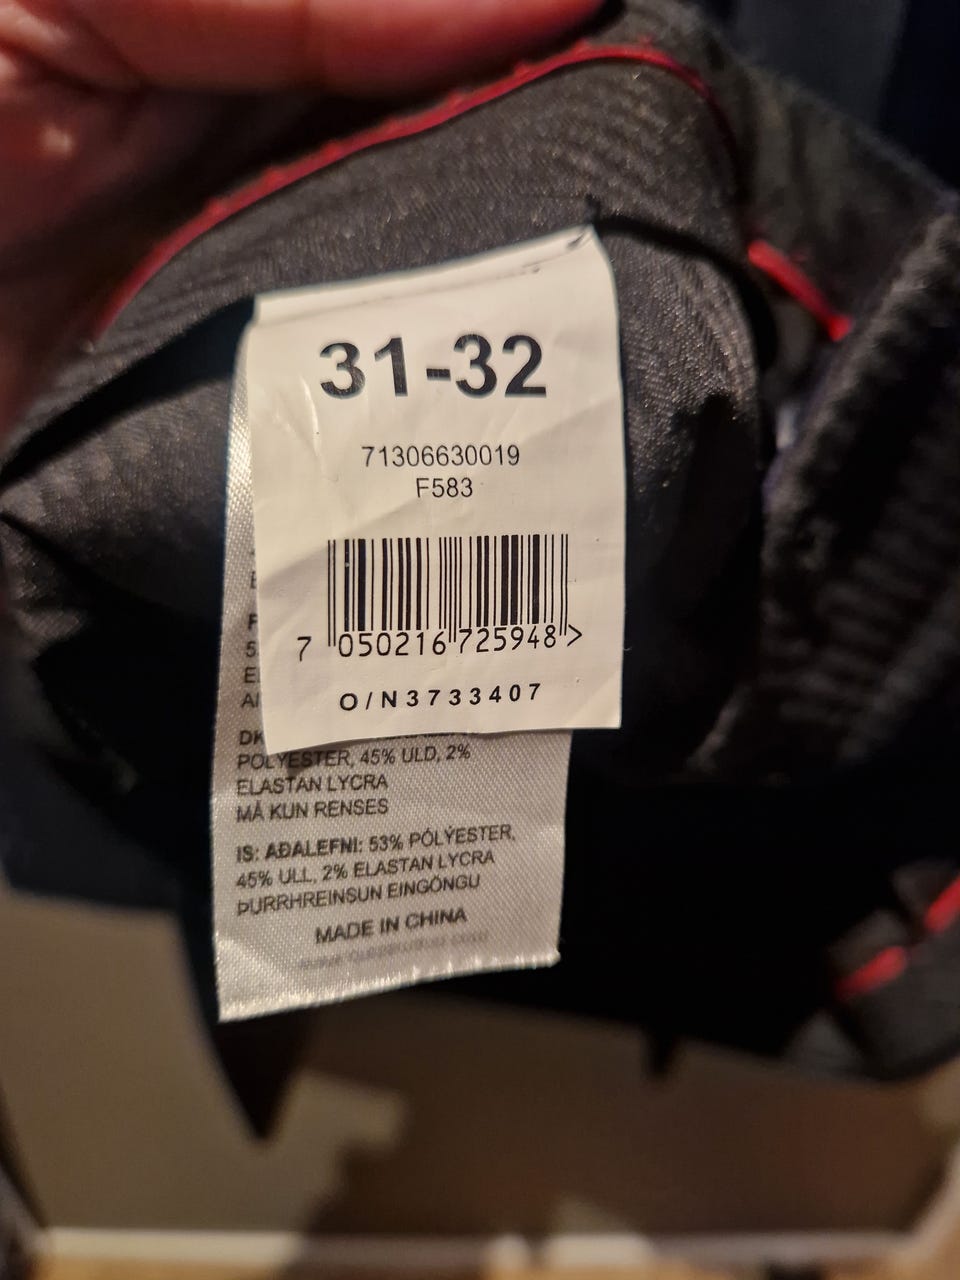 31-32
71306630019
F583
7 050216 725948 >
O/N3733407
DK
POLYESTER, 45% ULD, 2%
ELASTAN LYCRA
MÅ KUN RENSES
IS: AÐALEFNI: 53% PÓLÝESTER,
45% ULL, 2% ELASTAN LYCRA
ÞURRHREINSUN EINGÖNGU
MADE IN CHINA